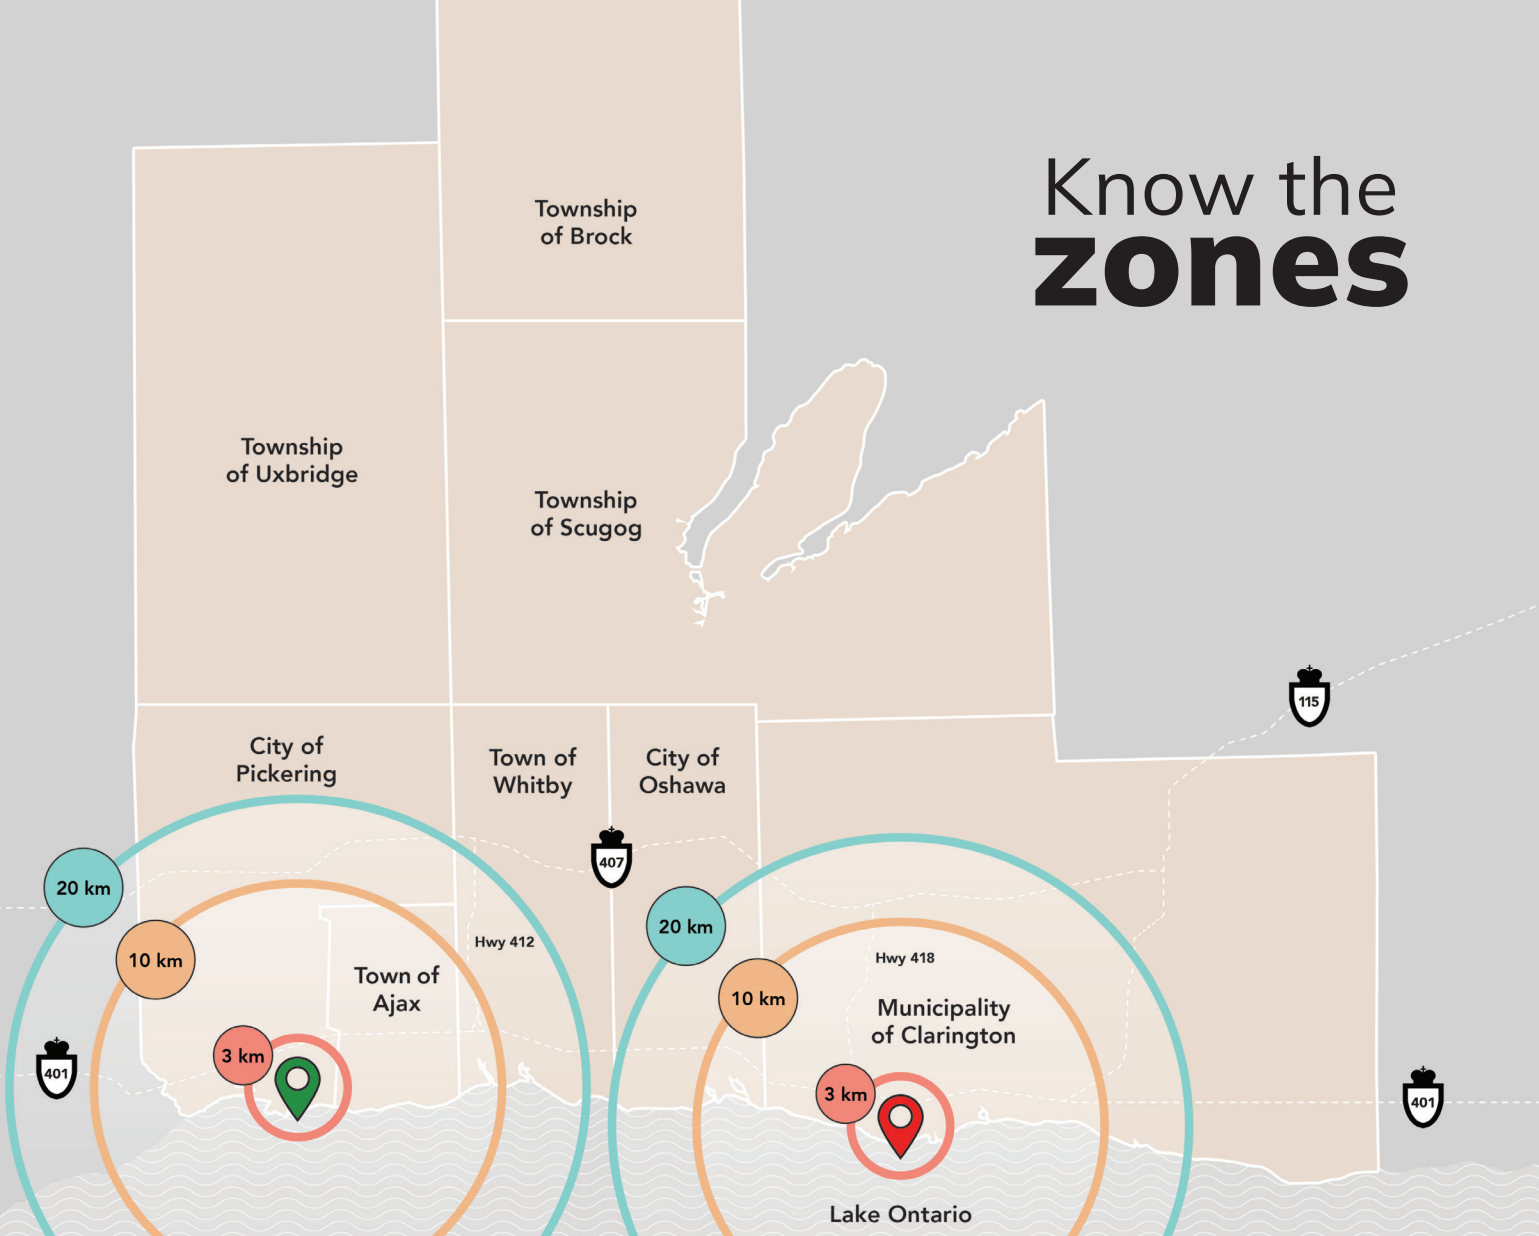 Know the
zones
Township
of Brock
Township
of Uxbridge
Township
of Scugog
115
City of
Pickering
Town of
Whitby
City of
Oshawa
407
20 km
20 km
10 km
Hwy 412
Hwy 418
10 km
Town of
Ajax
Municipality
of Clarington
3 km
401
3 km
401
Lake Ontario